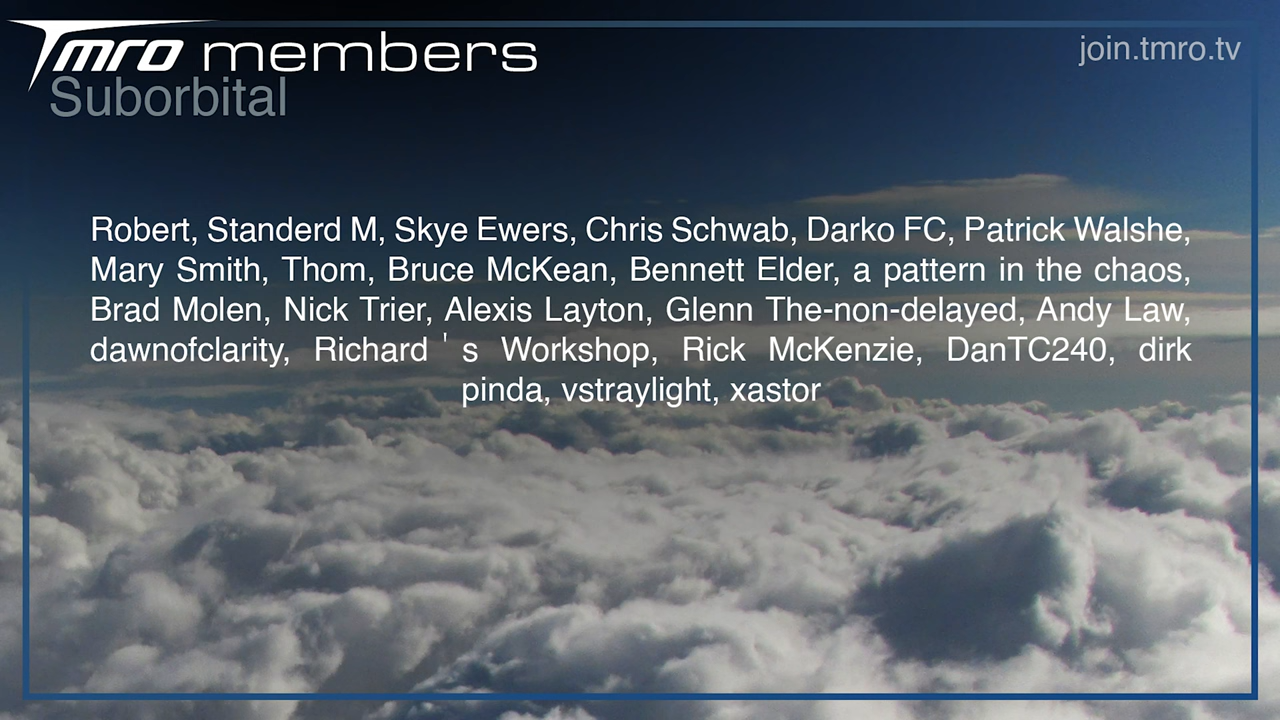 Tmro members
join.tmro.tv
Suborbital
Robert, Standerd M, Skye Ewers, Chris Schwab, Darko FC, Patrick Walshe,
Mary Smith, Thom, Bruce McKean, Bennett Elder, a pattern in the chaos,
Brad Molen, Nick Trier, Alexis Layton, Glenn The-non-delayed, Andy Law,
dawnofclarity, Richard ' s Workshop, Rick McKenzie, DanTC240, dirk
pinda, vstraylight, xastor